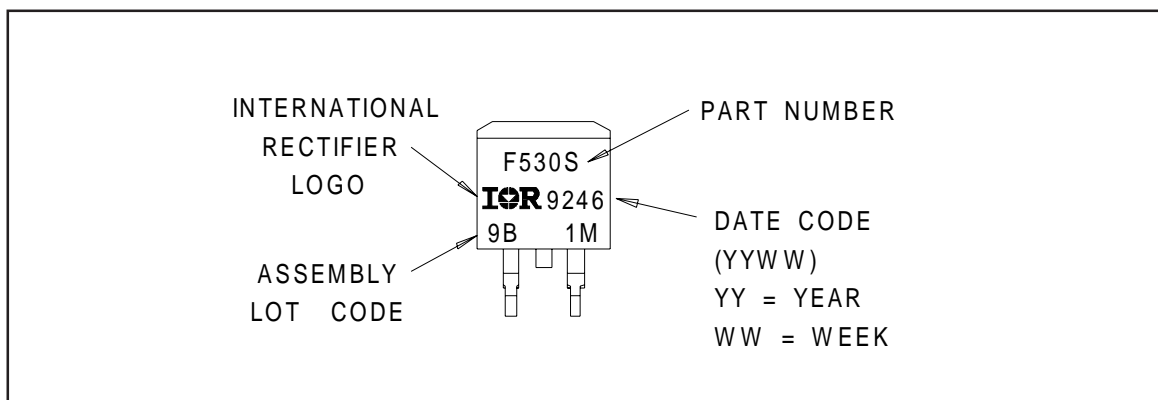 INTERNATIONAL
RECTIFIER
LOGO
ASSEMBLY
LOT CODE
F530S
IOR 9246
9B 1M
PART NUMBER
DATE CODE
(YYWW)
YY = YEAR
WW = WEEK